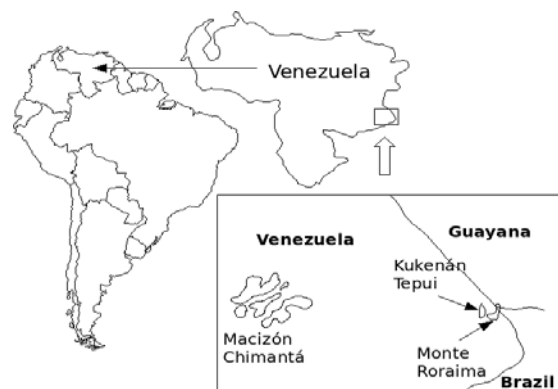 Venezuela
Venezuela
Guayana
Kukenán
Tepui
Macizón
Chimantá
Monte
Roraima
Brazil